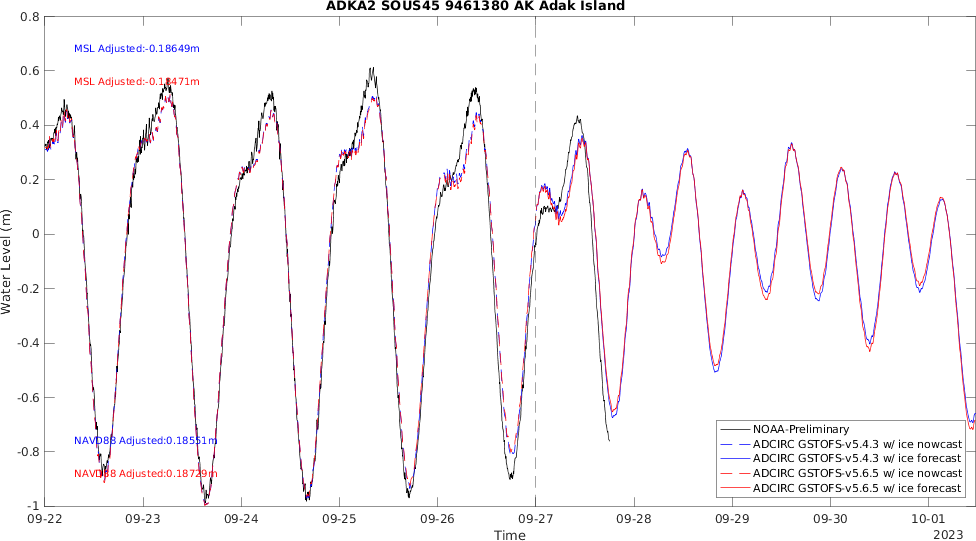 ADKA2 SOUS45 9461380 AK Adak Island
0.8
0.6
0.4
0.2
0
-0.2
-0.4
-0.6
-0.8
-1
Water Level (m)
MSL Adjusted:-0.18649m
MSL Adjusted:-0.18471m
NAVD88 Adjusted:0.18551m
NAVD88 Adjusted:0.18729m
NOAA-Preliminary
ADCIRC GSTOFS-v5.4.3 w/ ice nowcast
ADCIRC GSTOFS-v5.4.3 w/ ice forecast
ADCIRC GSTOFS-v5.6.5 w/ ice nowcast
ADCIRC GSTOFS-v5.6.5 w/ ice forecast
09-22 09-23 09-24 09-25 09-26 09-27 09-28 09-29 09-30 10-01
Time
2023